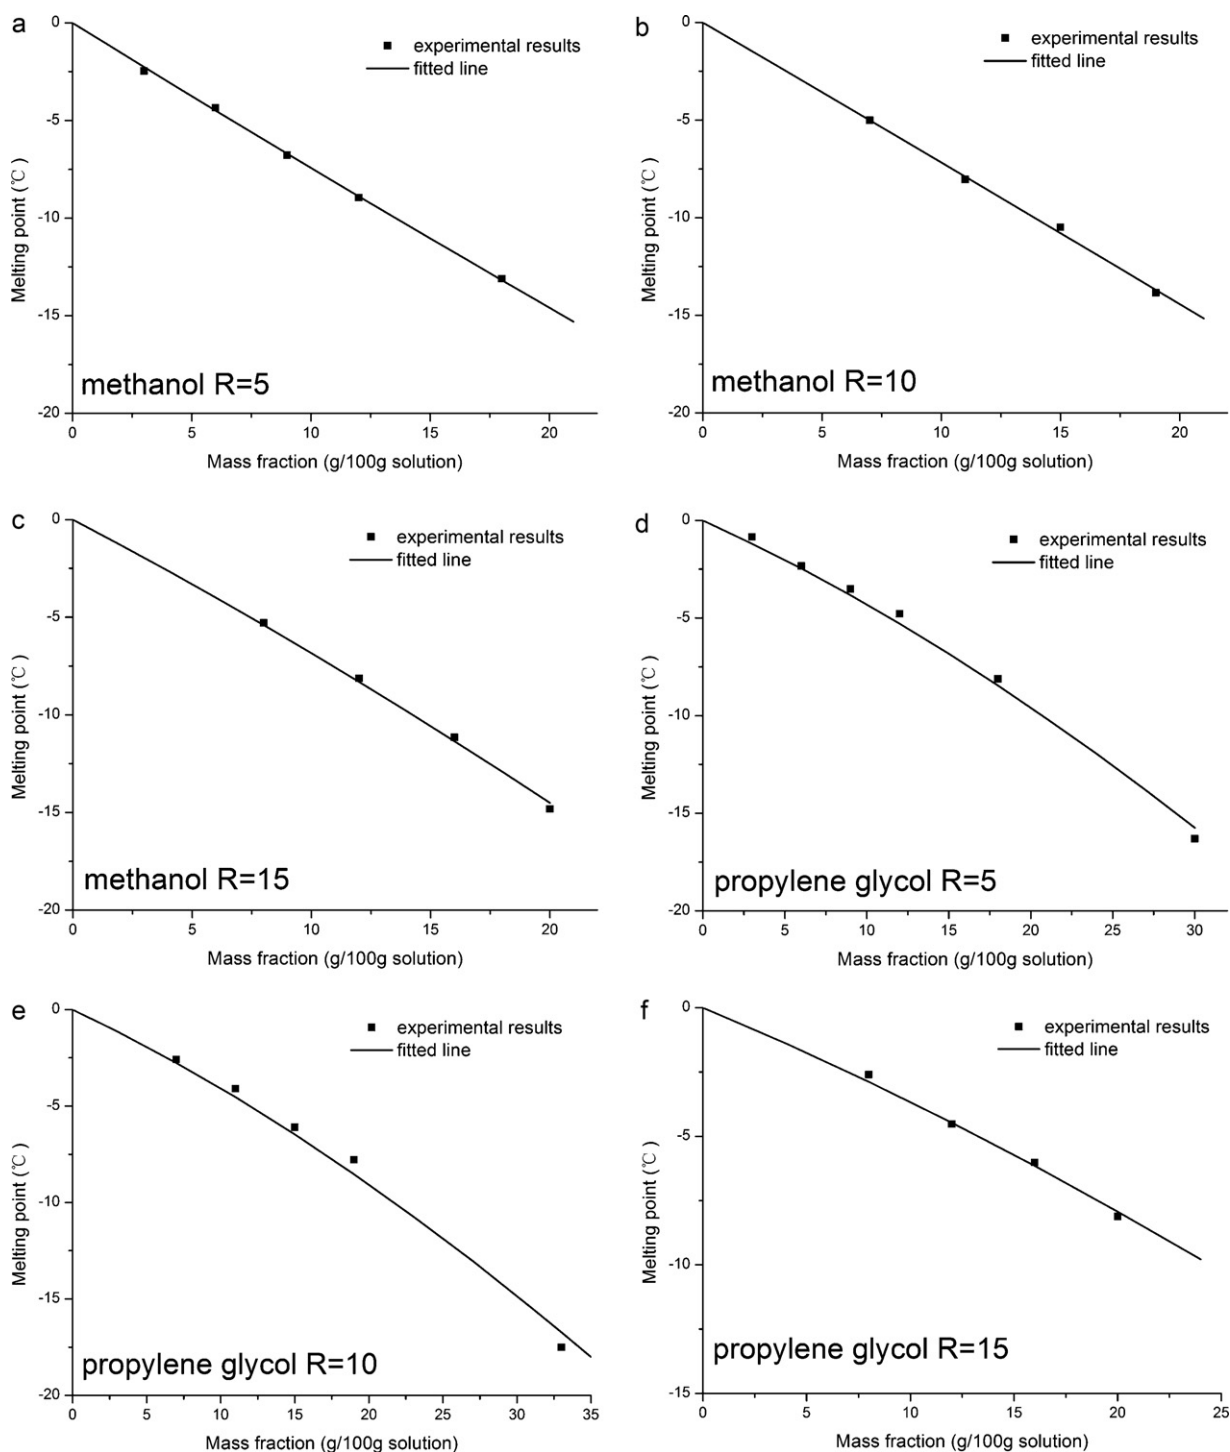 a
0
-5
-10
-15
-20
Melting point (℃)
experimental results
fitted line
methanol R=5
0 5 10 15 20
Mass fraction (g/100g solution)
b
0
-5
-10
-15
-20
Melting point (℃)
experimental results
fitted line
methanol R=10
0 5 10 15 20
Mass fraction (g/100g solution)
c
0
-5
-10
-15
-20
Melting point (℃)
experimental results
fitted line
methanol R=15
0 5 10 15 20
Mass fraction (g/100g solution)
d
0
-5
-10
-15
-20
Melting point (℃)
experimental results
fitted line
propylene glycol R=5
0 5 10 15 20 25 30
Mass fraction (g/100g solution)
e
0
-5
-10
-15
-20
Melting point (℃)
experimental results
fitted line
propylene glycol R=10
0 5 10 15 20 25 30 35
Mass fraction (g/100g solution)
f
0
-5
-10
-15
Melting point (℃)
experimental results
fitted line
propylene glycol R=15
0 5 10 15 20 25
Mass fraction (g/100g solution)